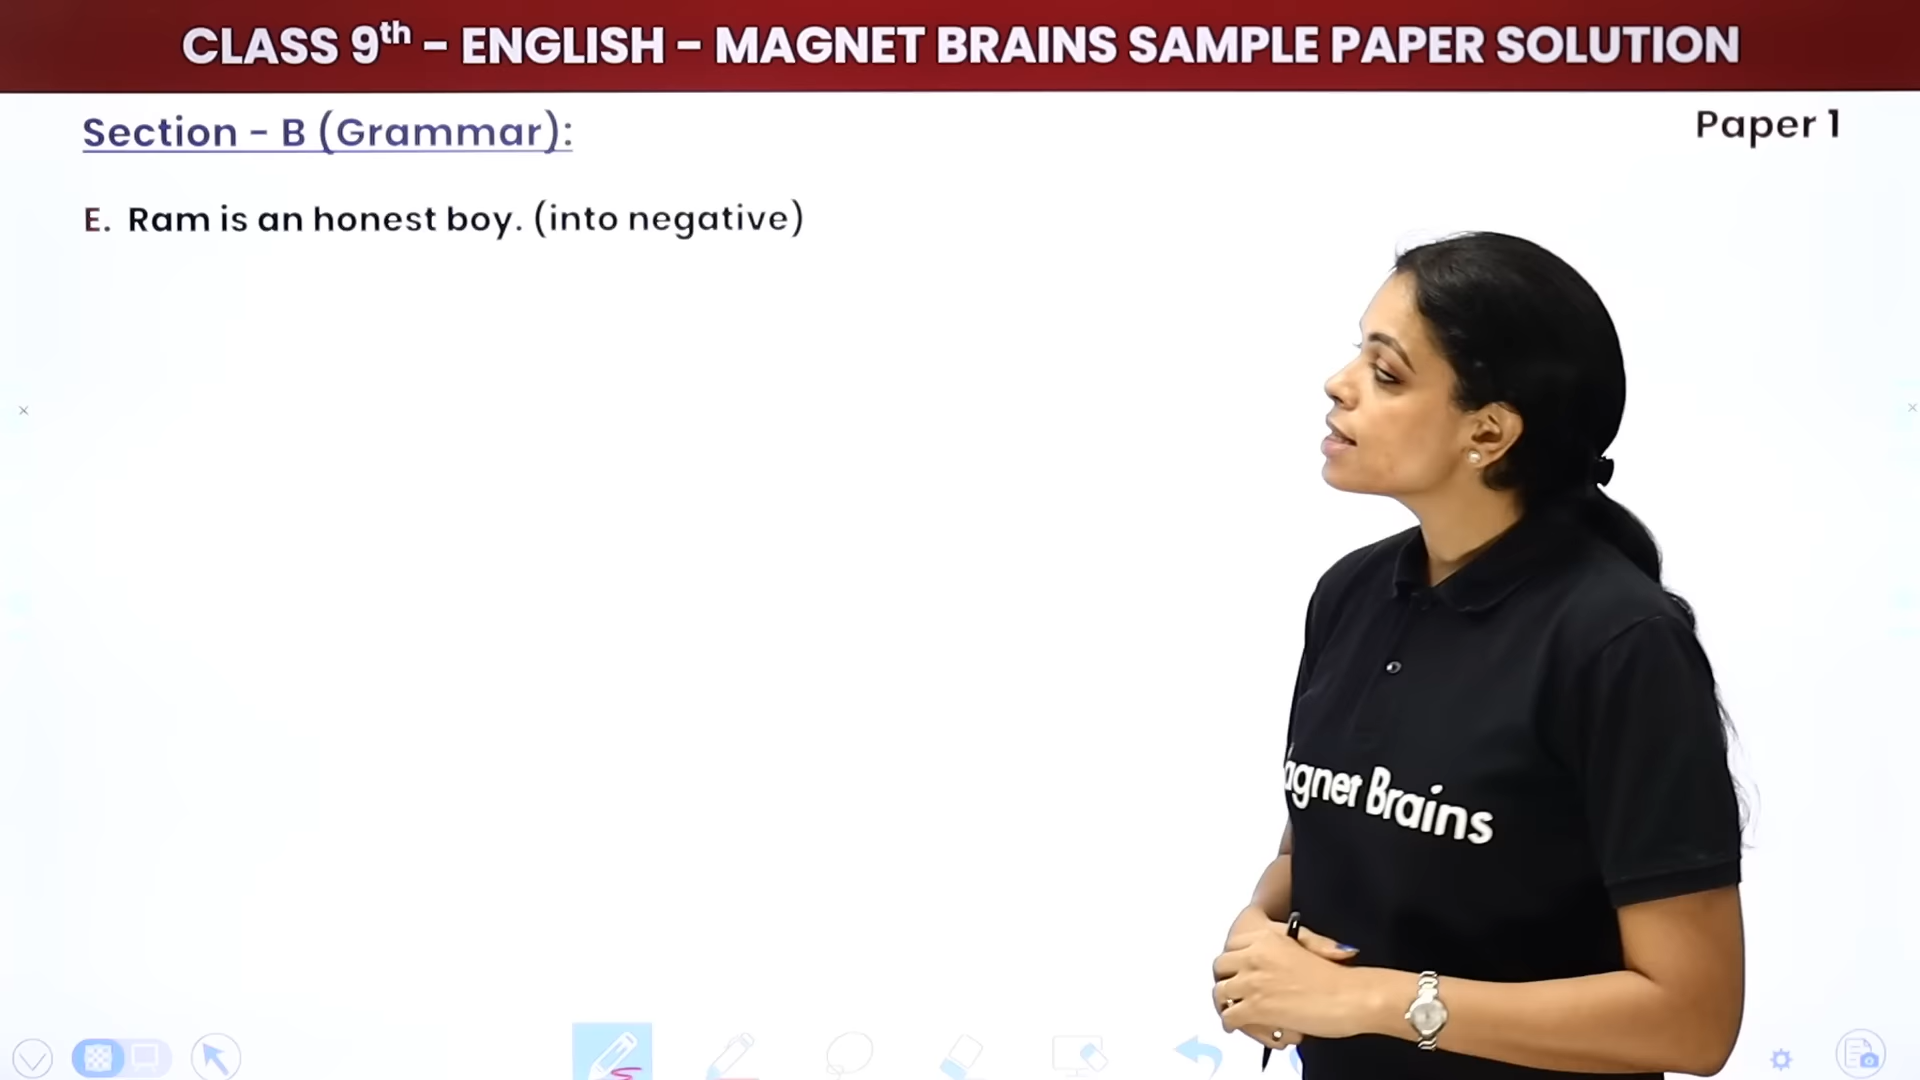 CLASS 9th – ENGLISH – MAGNET BRAINS SAMPLE PAPER SOLUTION
Section - B (Grammar):
Paper 1
E. Ram is an honest boy. (into negative)
agnet Brains